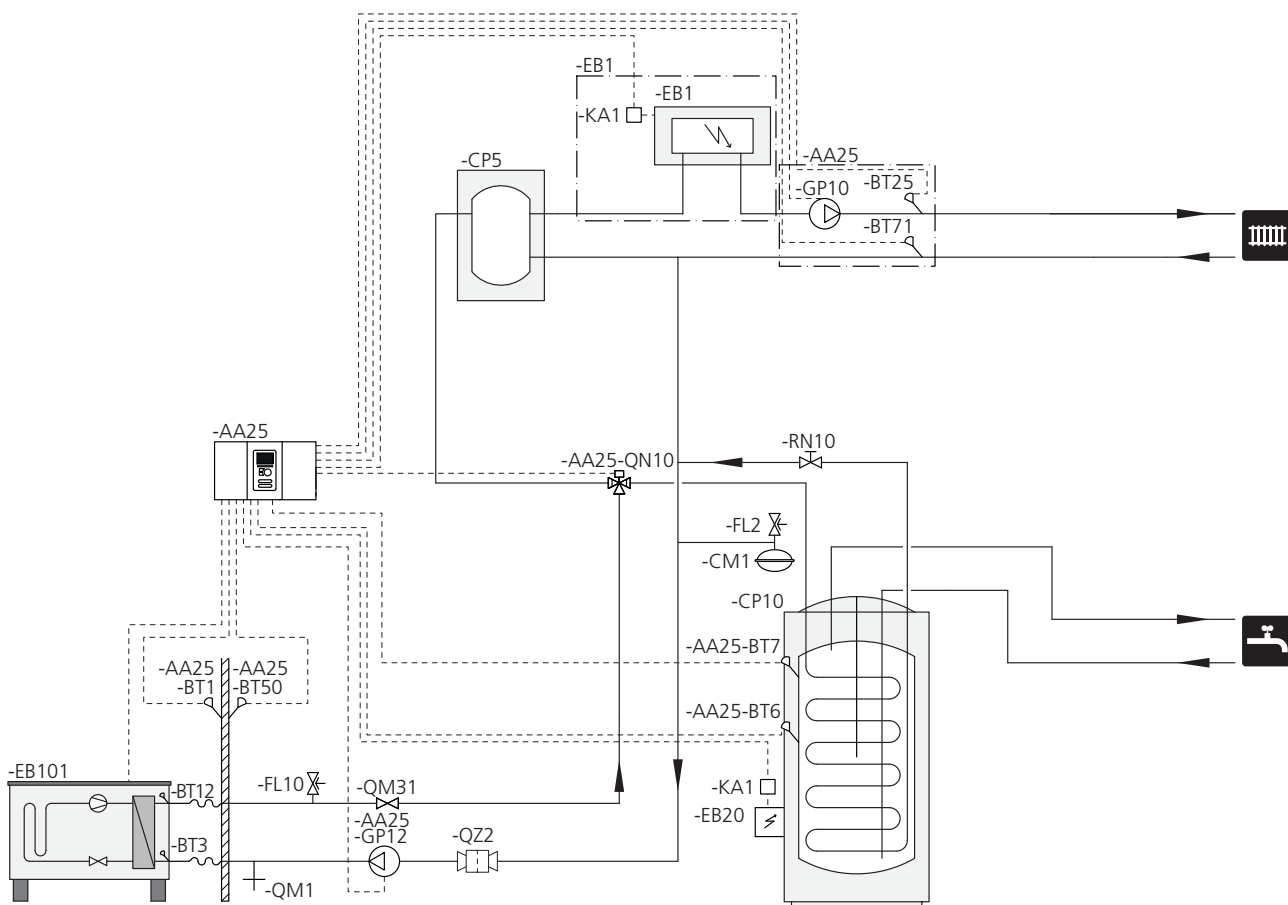 -EB1
-EB1
-KA1
-CP5
-AA25
-BT25
-GP10
-BT71
-AA25
-RN10
-AA25-QN10
-FL2
-CM1
-CP10
-AA25-BT7
-AA25 -AA25
-BT1 -BT50
-AA25-BT6
-EB101
-BT12
-FL10
-QM31
-KA1
-AA25
-GP12
-QZ2
-EB20
-BT3
-QM1